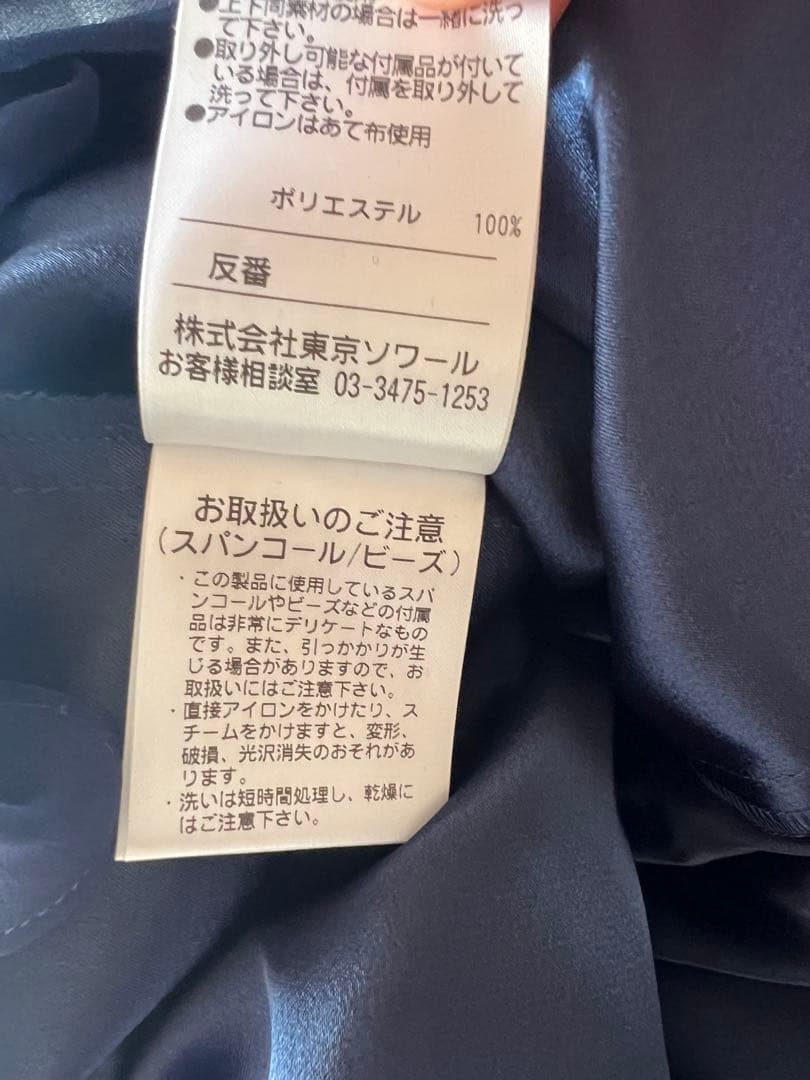 ●上下同素材の場合は一緒に洗っ
て下さい。
●取り外し可能な付属品が付いて
いる場合は、付属を取り外して
洗って下さい。
●アイロンはあて布使用
ポリエステル 100%
反番
株式会社東京ソワール
お客様相談室 03-3475-1253
お取扱いのご注意
(スパンコール/ビーズ)
・この製品に使用しているスパ
ンコールやビーズなどの付属
品は非常にデリケートなもの
です。また、引っかかりが生
じる場合がありますので、お
取扱いにはご注意下さい。
・直接アイロンをかけたり、ス
チームをかけますと、変形、
破損、光沢消失のおそれがあ
ります。
・洗いは短時間処理し、乾燥に
はご注意下さい。